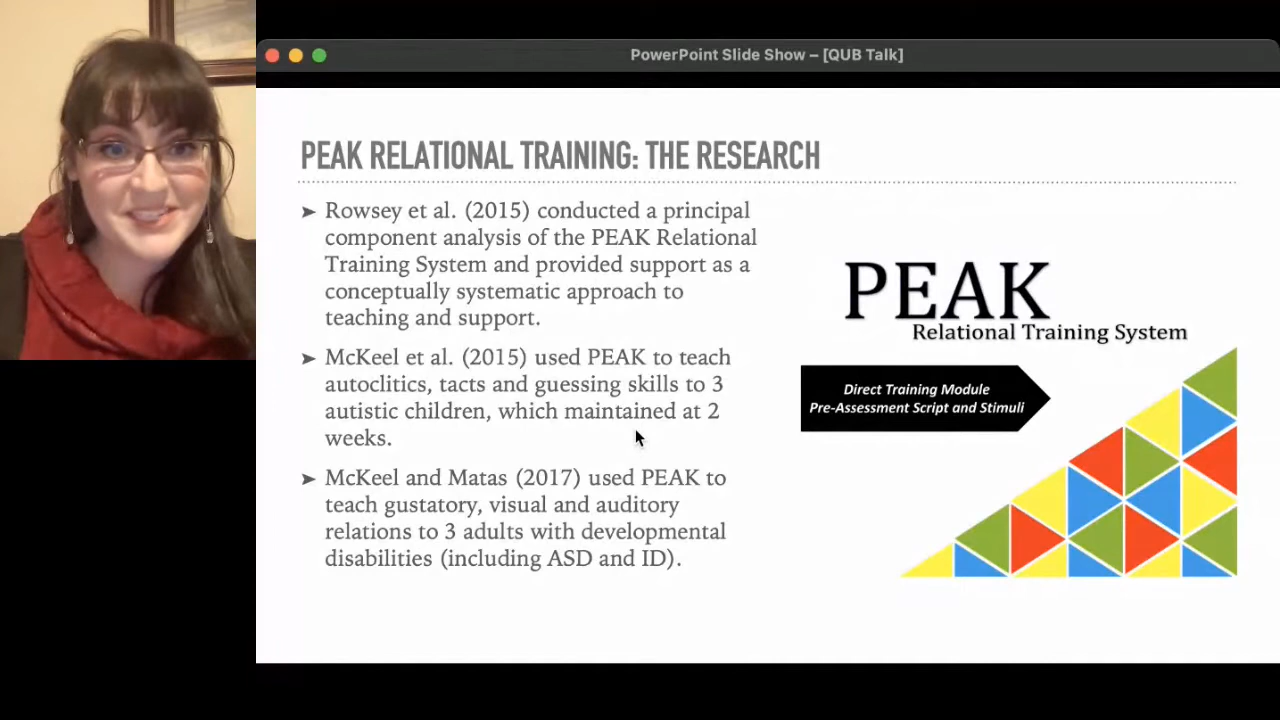 PowerPoint Slide Show – [QUB Talk]
PEAK RELATIONAL TRAINING: THE RESEARCH
➤ Rowsey et al. (2015) conducted a principal
component analysis of the PEAK Relational
Training System and provided support as a
conceptually systematic approach to
teaching and support.
➤ McKeel et al. (2015) used PEAK to teach
autoclitics, tacts and guessing skills to 3
autistic children, which maintained at 2
weeks.
➤ McKeel and Matas (2017) used PEAK to
teach gustatory, visual and auditory
relations to 3 adults with developmental
disabilities (including ASD and ID).
PEAK
Relational Training System
Direct Training Module
Pre-Assessment Script and Stimuli